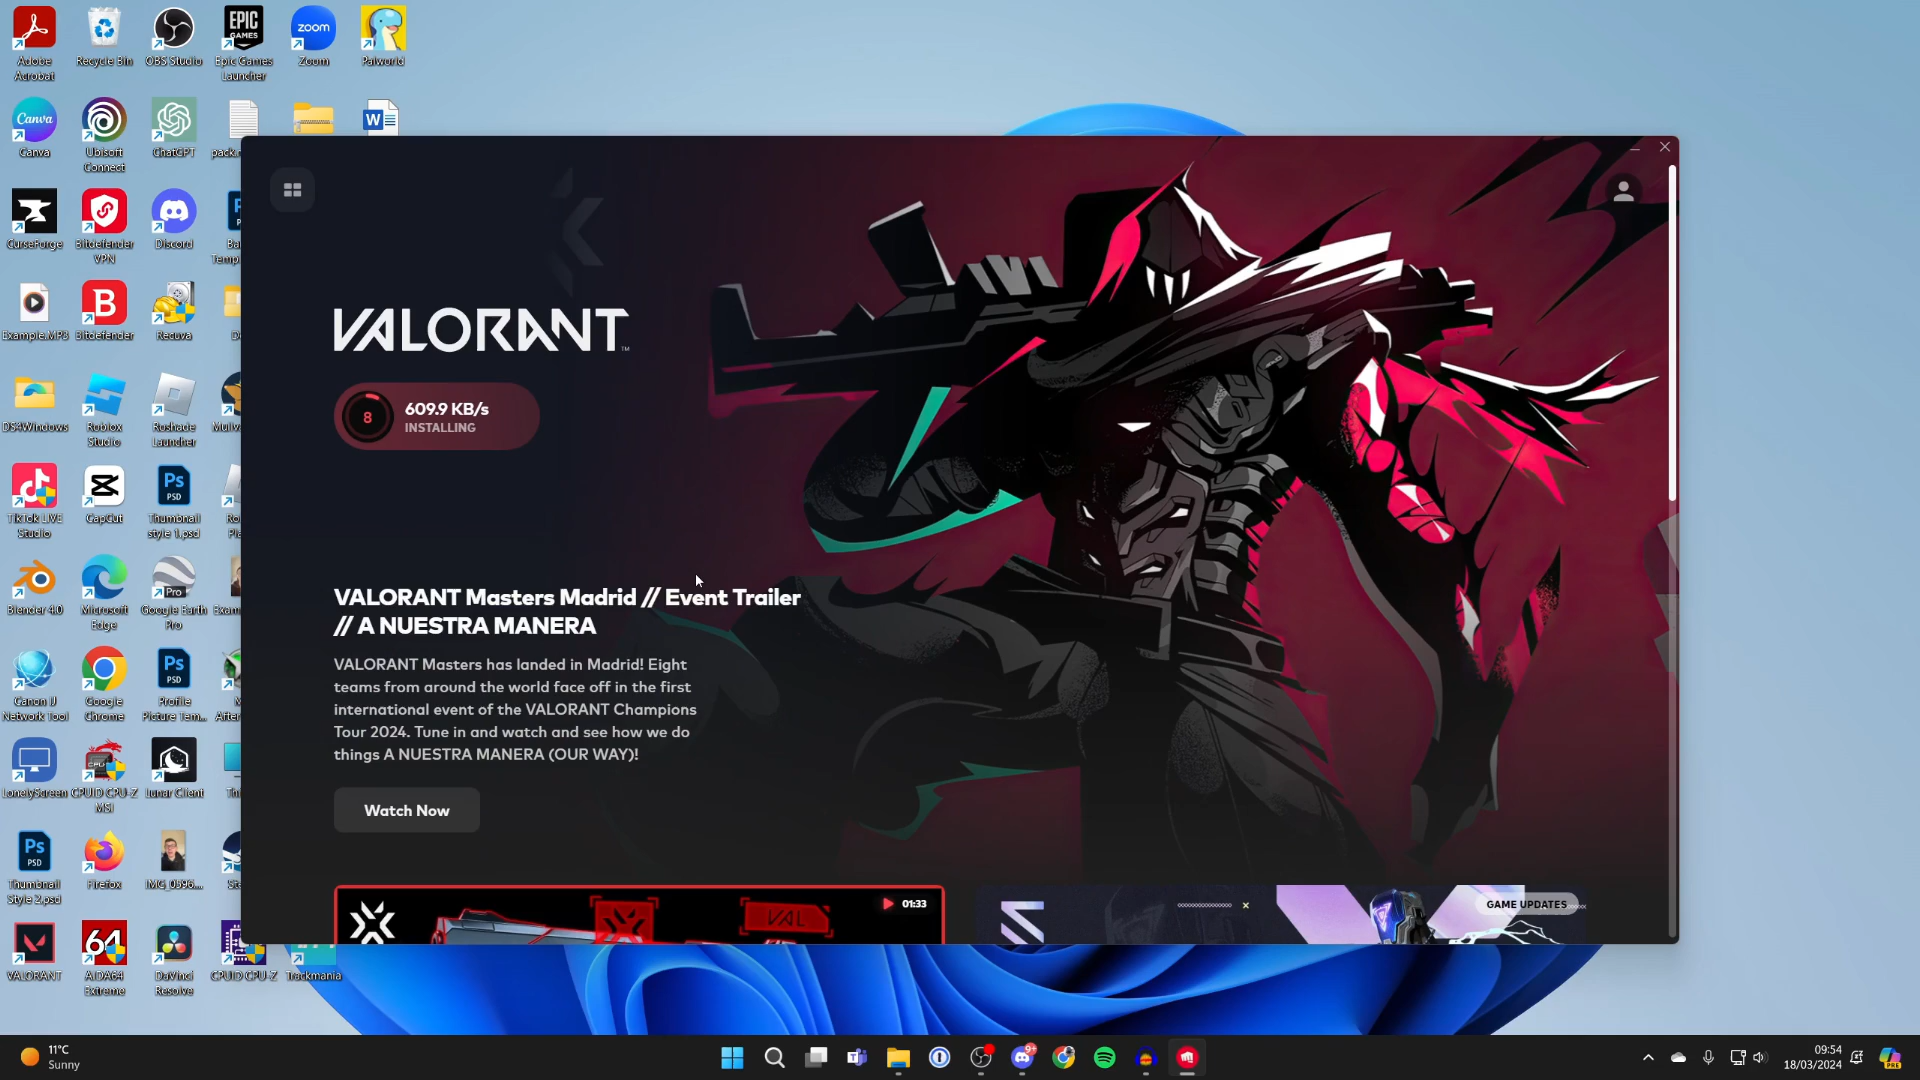 Adobe
Acrobat
Recycle Bin
OBS Studio
EPIC
GAMES
Epic Games
Launcher
zoom
Zoom
Palworld
Canva
Canva
Ubisoft
Connect
ChatGPT
CurseForge
Bitdefender
VPN
Discord
Example.MP3
B
Bitdefender
Recuva
DS4Windows
Roblox
Studio
Roshade
Launcher
TikTok LIVE
Studio
CapCut
Ps
PSD
Thumbnail
style 1.psd
Blender 4.0
Microsoft
Edge
Pro
Google Earth
Pro
Canon IJ
Network Tool
Google
Chrome
Ps
PSD
Profile
Picture Tem...
LonelyScreen
CPUID CPU-Z
MSI
Lunar Client
Ps
PSD
Thumbnail
Style 2.psd
Firefox
IMG_0596....
VALORANT
64
AIDA64
Extreme
DaVinci
Resolve
CPUID CPU-Z
Trackmania
VALORANT
8
609.9 KB/s
INSTALLING
VALORANT Masters Madrid // Event Trailer
// A NUESTRA MANERA
VALORANT Masters has landed in Madrid! Eight
teams from around the world face off in the first
international event of the VALORANT Champions
Tour 2024. Tune in and watch and see how we do
things A NUESTRA MANERA (OUR WAY)!
Watch Now
VAL
01:33
GAME UPDATES
11°C
Sunny
9+
09:54
18/03/2024
PRE